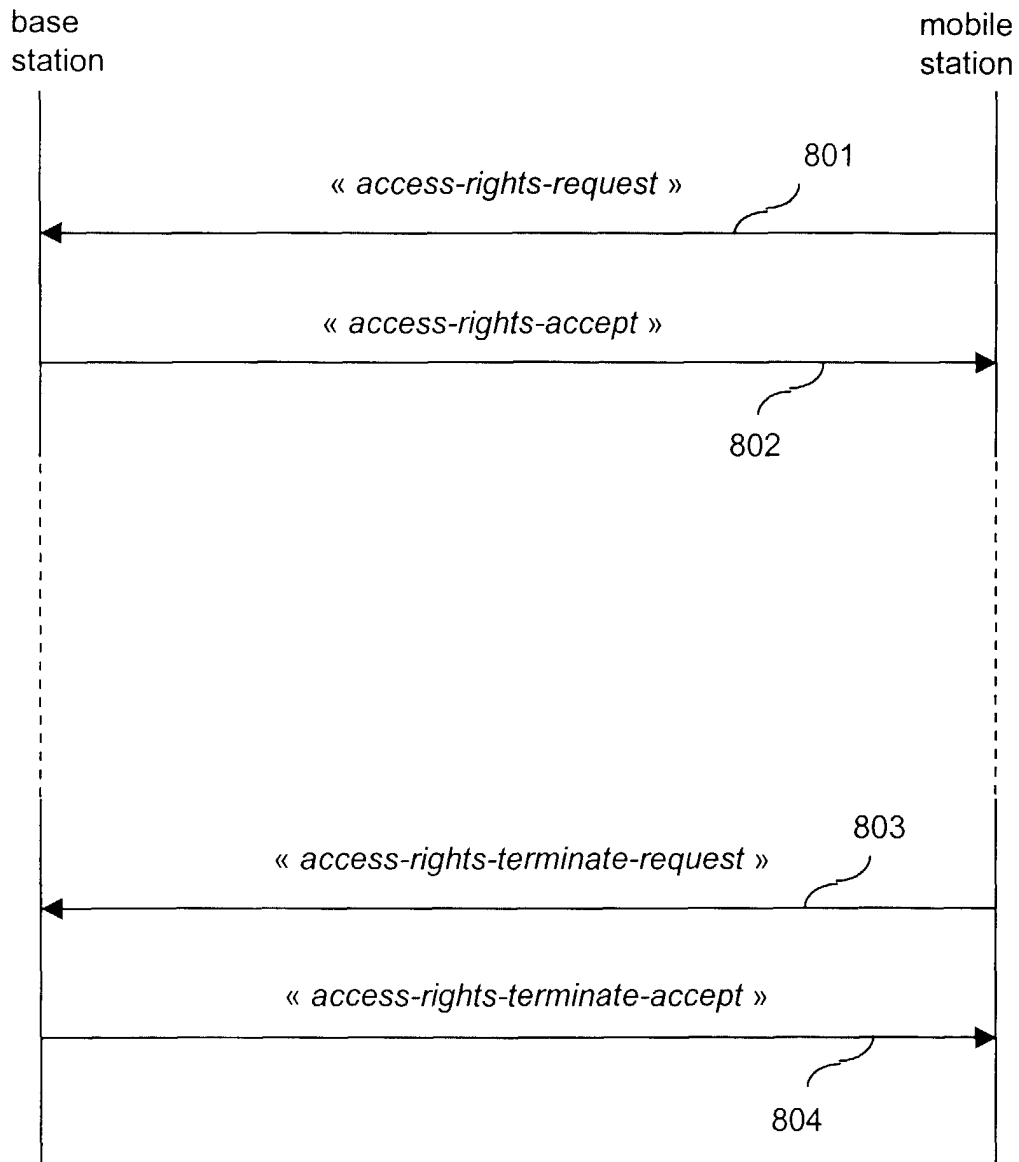 base
station
mobile
station
801
« access-rights-request »
« access-rights-accept »
802
803
« access-rights-terminate-request »
« access-rights-terminate-accept »
804